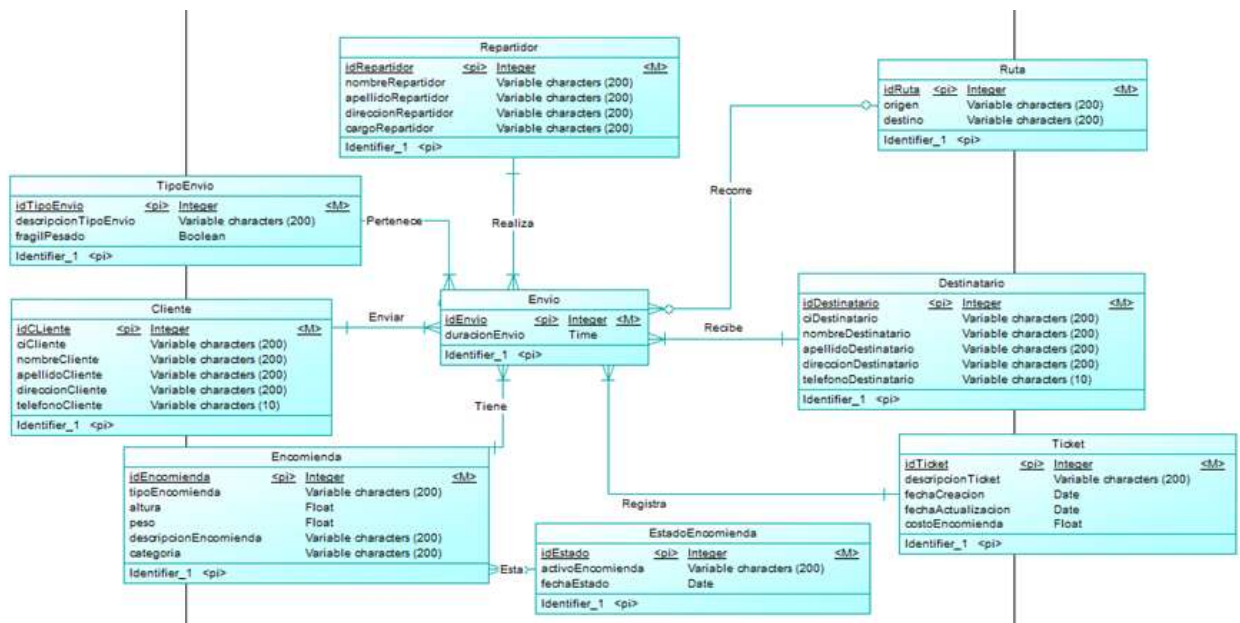 Repartidor
idRepartidor <pi> Integer <M>
nombreRepartidor Variable characters (200)
apellidoRepartidor Variable characters (200)
direccionRepartidor Variable characters (200)
cargoRepartidor Variable characters (200)
Identifier_1 <pi>
Ruta
idRuta <pi> Integer <M>
origen Variable characters (200)
destino Variable characters (200)
Identifier_1 <pi>
Recorre
TipoEnvio
idTipoEnvio <pi> Integer <M>
descripcionTipoEnvio Variable characters (200)
fragilPesado Boolean
Identifier_1 <pi>
Pertenece
Realiza
Cliente
idCLiente <pi> Integer <M>
ciCliente Variable characters (200)
nombreCliente Variable characters (200)
apellidoCliente Variable characters (200)
direccionCliente Variable characters (200)
telefonoCliente Variable characters (10)
Identifier_1 <pi>
Enviar
Envio
idEnvio <pi> Integer <M>
duracionEnvio Time
Identifier_1 <pi>
Recibe
Destinatario
idDestinatario <pi> Integer <M>
ciDestinatario Variable characters (200)
nombreDestinatario Variable characters (200)
apellidoDestinatario Variable characters (200)
direccionDestinatario Variable characters (200)
telefonoDestinatario Variable characters (10)
Identifier_1 <pi>
Tiene
Encomienda
idEncomienda <pi> Integer <M>
tipoEncomienda Variable characters (200)
altura Float
peso Float
descripcionEncomienda Variable characters (200)
categoria Variable characters (200)
Identifier_1 <pi>
Registra
Ticket
idTicket <pi> Integer <M>
descripcionTicket Variable characters (200)
fechaCreacion Date
fechaActualizacion Date
costoEncomienda Float
Identifier_1 <pi>
Esta
EstadoEncomienda
idEstado <pi> Integer <M>
activoEncomienda Variable characters (200)
fechaEstado Date
Identifier_1 <pi>